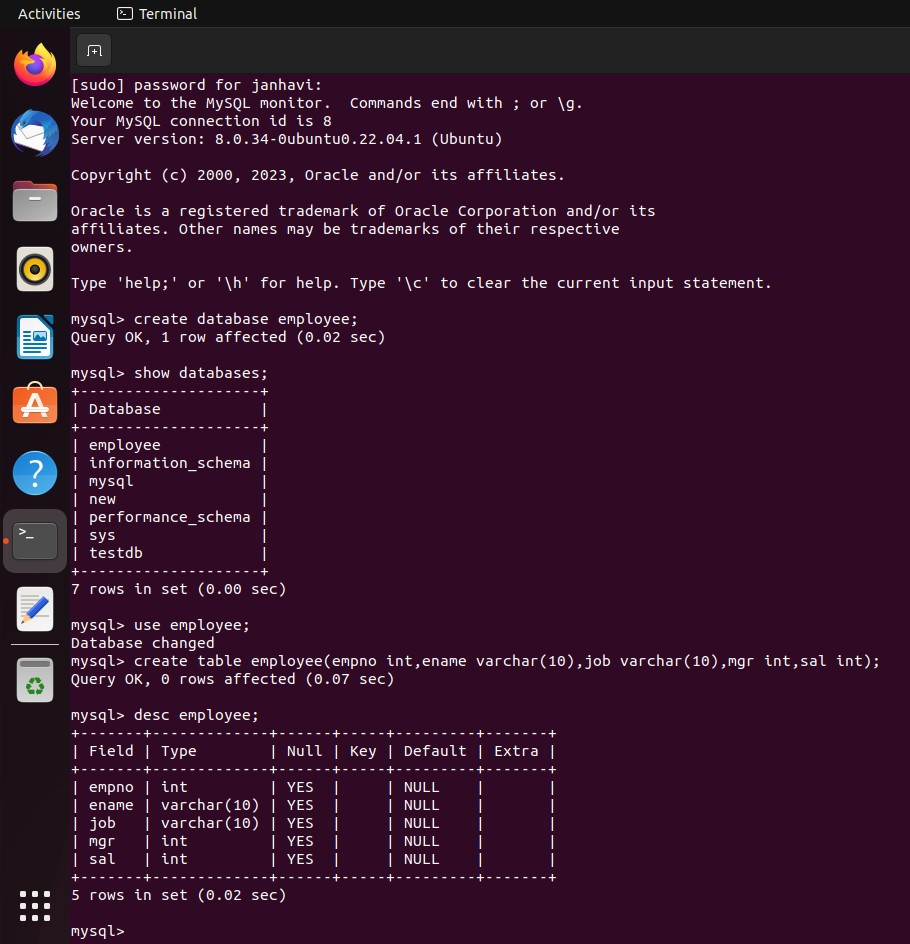 Activities
Terminal
[sudo] password for janhavi:
Welcome to the MySQL monitor.  Commands end with ; or \g.
Your MySQL connection id is 8
Server version: 8.0.34-0ubuntu0.22.04.1 (Ubuntu)

Copyright (c) 2000, 2023, Oracle and/or its affiliates.

Oracle is a registered trademark of Oracle Corporation and/or its
affiliates. Other names may be trademarks of their respective
owners.

Type 'help;' or '\h' for help. Type '\c' to clear the current input statement.

mysql> create database employee;
Query OK, 1 row affected (0.02 sec)

mysql> show databases;
+--------------------+
| Database           |
+--------------------+
| employee           |
| information_schema |
| mysql              |
| new                |
| performance_schema |
| sys                |
| testdb             |
+--------------------+
7 rows in set (0.00 sec)

mysql> use employee;
Database changed
mysql> create table employee(empno int,ename varchar(10),job varchar(10),mgr int,sal int);
Query OK, 0 rows affected (0.07 sec)

mysql> desc employee;
+-------+-------------+------+-----+---------+-------+
| Field | Type        | Null | Key | Default | Extra |
+-------+-------------+------+-----+---------+-------+
| empno | int         | YES  |     | NULL    |       |
| ename | varchar(10) | YES  |     | NULL    |       |
| job   | varchar(10) | YES  |     | NULL    |       |
| mgr   | int         | YES  |     | NULL    |       |
| sal   | int         | YES  |     | NULL    |       |
+-------+-------------+------+-----+---------+-------+
5 rows in set (0.02 sec)

mysql>